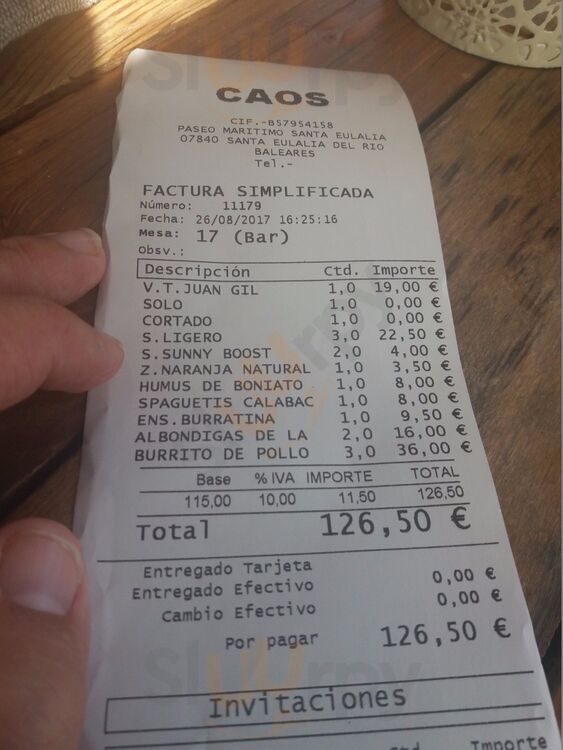 CAOS
CIF.-B57954158
PASEO MARITIMO SANTA EULALIA
07840 SANTA EULALIA DEL RIO
BALEARES
Tel.-
FACTURA SIMPLIFICADA
Número: 11179
Fecha: 26/08/2017 16:25:16
Mesa: 17 (Bar)
Obsv.:
Descripción Ctd. Importe
V.T.JUAN GIL 1,0 19,00 €
SOLO 1,0 0,00 €
CORTADO 1,0 0,00 €
S.LIGERO 3,0 22,50 €
S.SUNNY BOOST 2,0 4,00 €
Z.NARANJA NATURAL 1,0 3,50 €
HUMUS DE BONIATO 1,0 8,00 €
SPAGUETIS CALABAC 1,0 8,00 €
ENS.BURRATINA 1,0 9,50 €
ALBONDIGAS DE LA 2,0 16,00 €
BURRITO DE POLLO 3,0 36,00 €
Base % IVA IMPORTE TOTAL
115,00 10,00 11,50 126,50
Total 126,50 €
Entregado Tarjeta 0,00 €
Entregado Efectivo 0,00 €
Cambio Efectivo
Por pagar 126,50 €
Invitaciones
Ctd. Importe